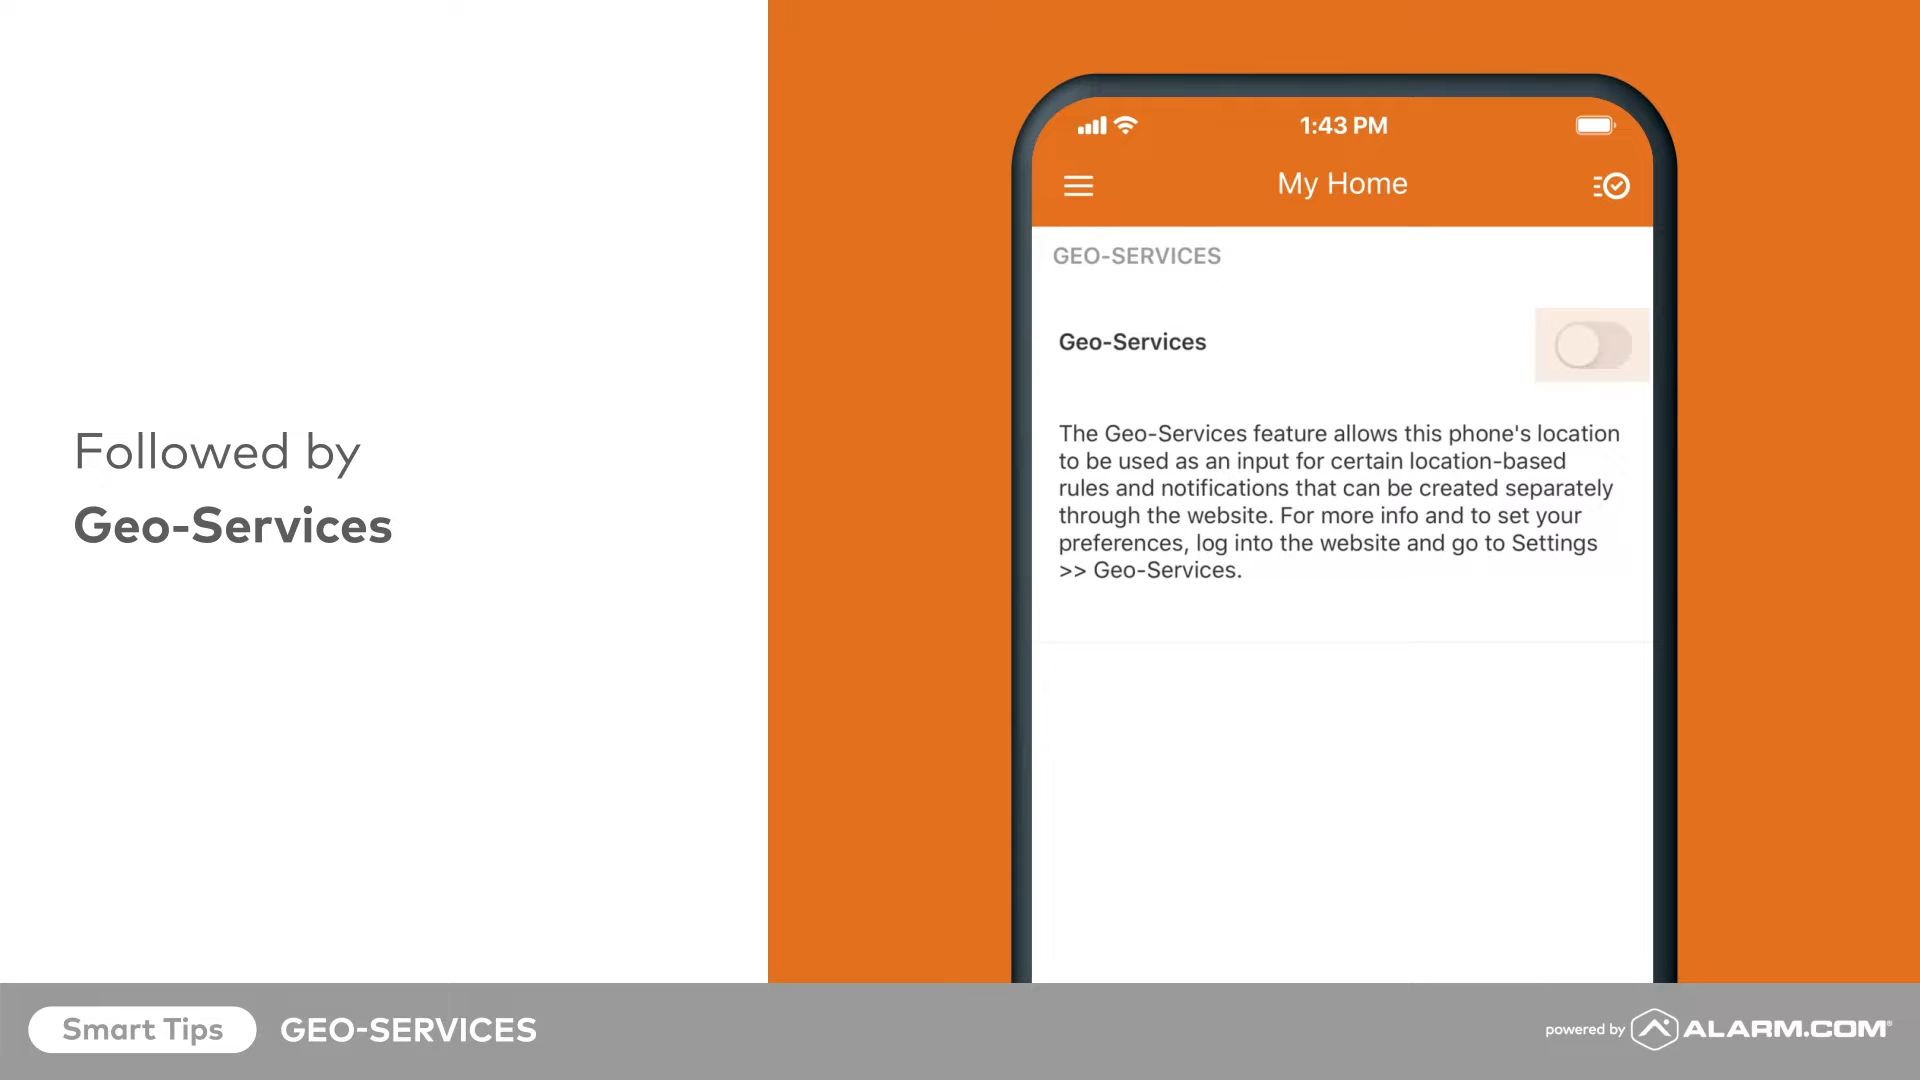 Followed by
Geo-Services
1:43 PM
My Home
GEO-SERVICES
Geo-Services
The Geo-Services feature allows this phone's location
to be used as an input for certain location-based
rules and notifications that can be created separately
through the website. For more info and to set your
preferences, log into the website and go to Settings
>> Geo-Services.
Smart Tips GEO-SERVICES
powered by ALARM.COM®